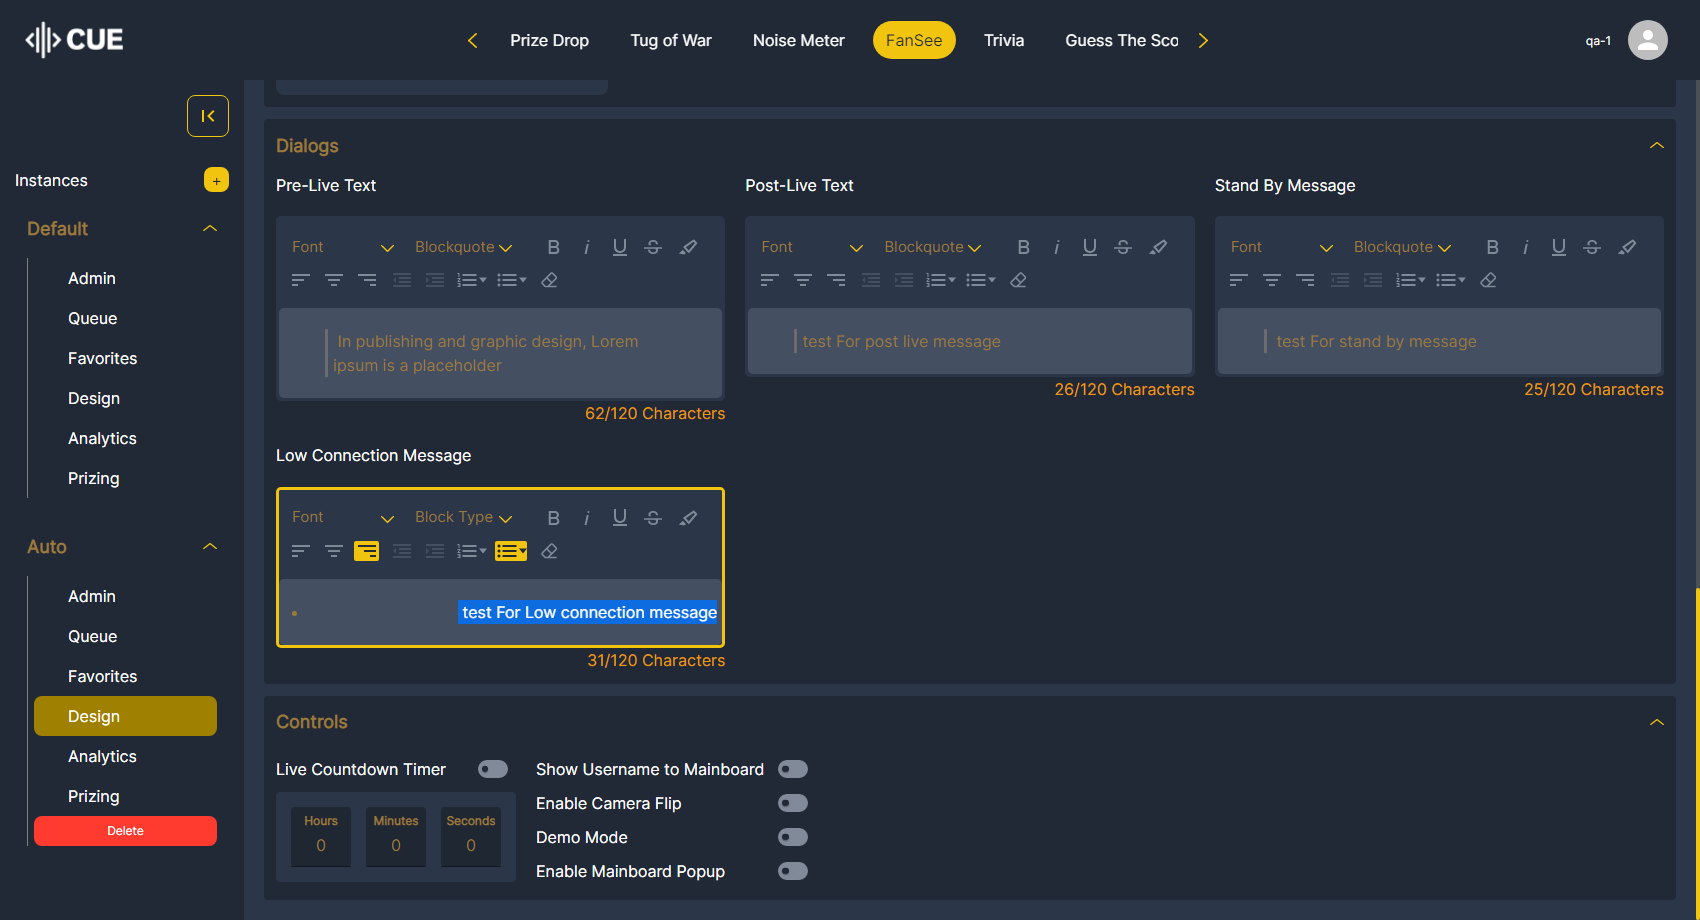 CUE
Prize Drop
Tug of War
Noise Meter
FanSee
Trivia
Guess The Sco
qa-1
Instances
+
Default
Admin
Queue
Favorites
Design
Analytics
Prizing
Auto
Admin
Queue
Favorites
Design
Analytics
Prizing
Delete
Dialogs
Pre-Live Text
Font
Blockquote
B i U S
In publishing and graphic design, Lorem
ipsum is a placeholder
62/120 Characters
Post-Live Text
Font
Blockquote
B i U S
test For post live message
26/120 Characters
Stand By Message
Font
Blockquote
B i U S
test For stand by message
25/120 Characters
Low Connection Message
Font
Block Type
B i U S
• test For Low connection message
31/120 Characters
Controls
Live Countdown Timer
Hours
0
Minutes
0
Seconds
0
Show Username to Mainboard
Enable Camera Flip
Demo Mode
Enable Mainboard Popup